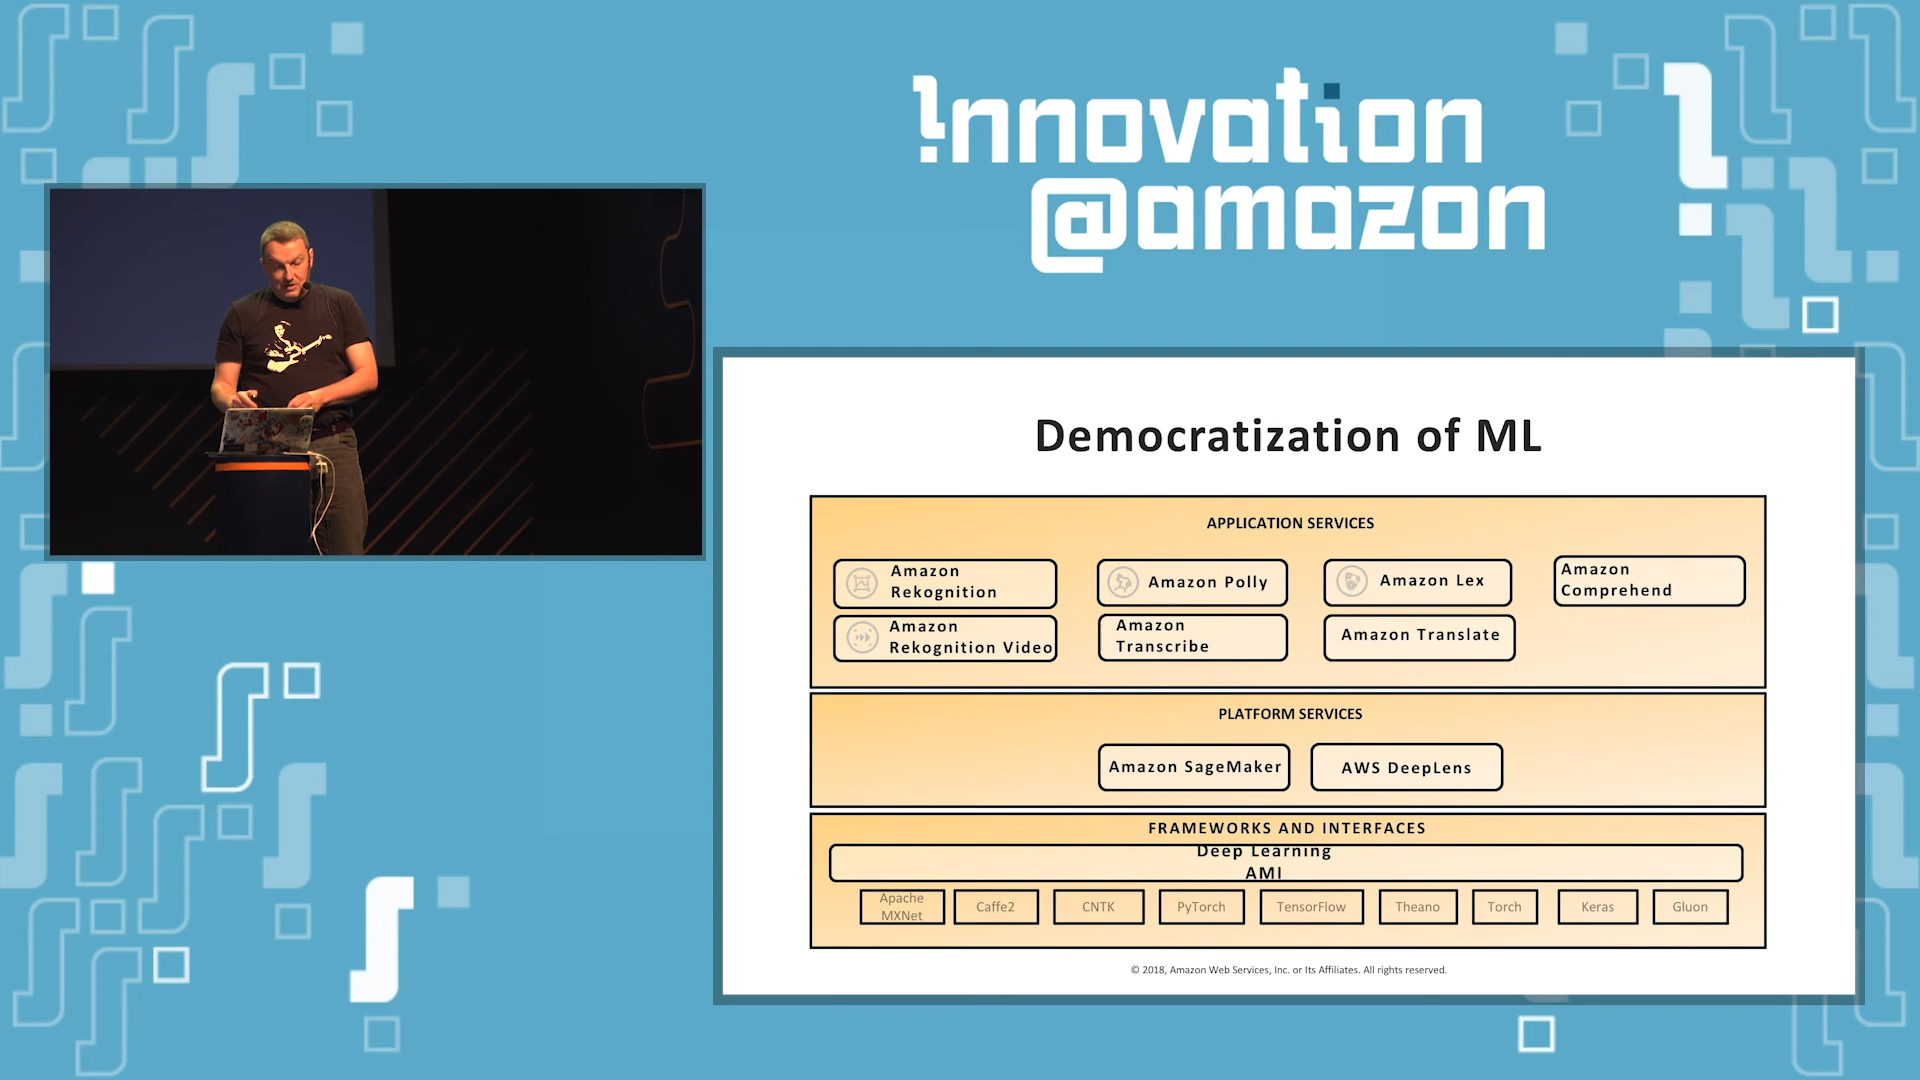 Innovation
@amazon
Democratization of ML
APPLICATION SERVICES
Amazon
Rekognition
Amazon Polly
Amazon Lex
Amazon
Comprehend
Amazon
Rekognition Video
Amazon
Transcribe
Amazon Translate
PLATFORM SERVICES
Amazon SageMaker
AWS DeepLens
FRAMEWORKS AND INTERFACES
Deep Learning
AMI
Apache
MXNet
Caffe2
CNTK
PyTorch
TensorFlow
Theano
Torch
Keras
Gluon
© 2018, Amazon Web Services, Inc. or Its Affiliates. All rights reserved.